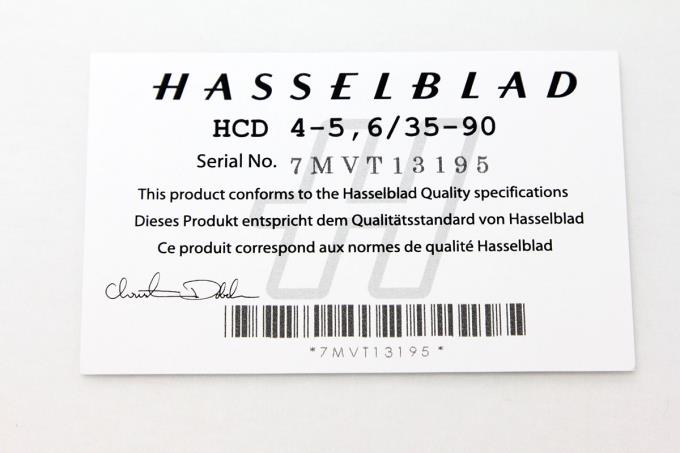 HASSELBLAD
HCD 4-5,6/35-90
Serial No. 7MVT13195
This product conforms to the Hasselblad Quality specifications
Dieses Produkt entspricht dem Qualitätsstandard von Hasselblad
Ce produit correspond aux normes de qualité Hasselblad
*7MVT13195*